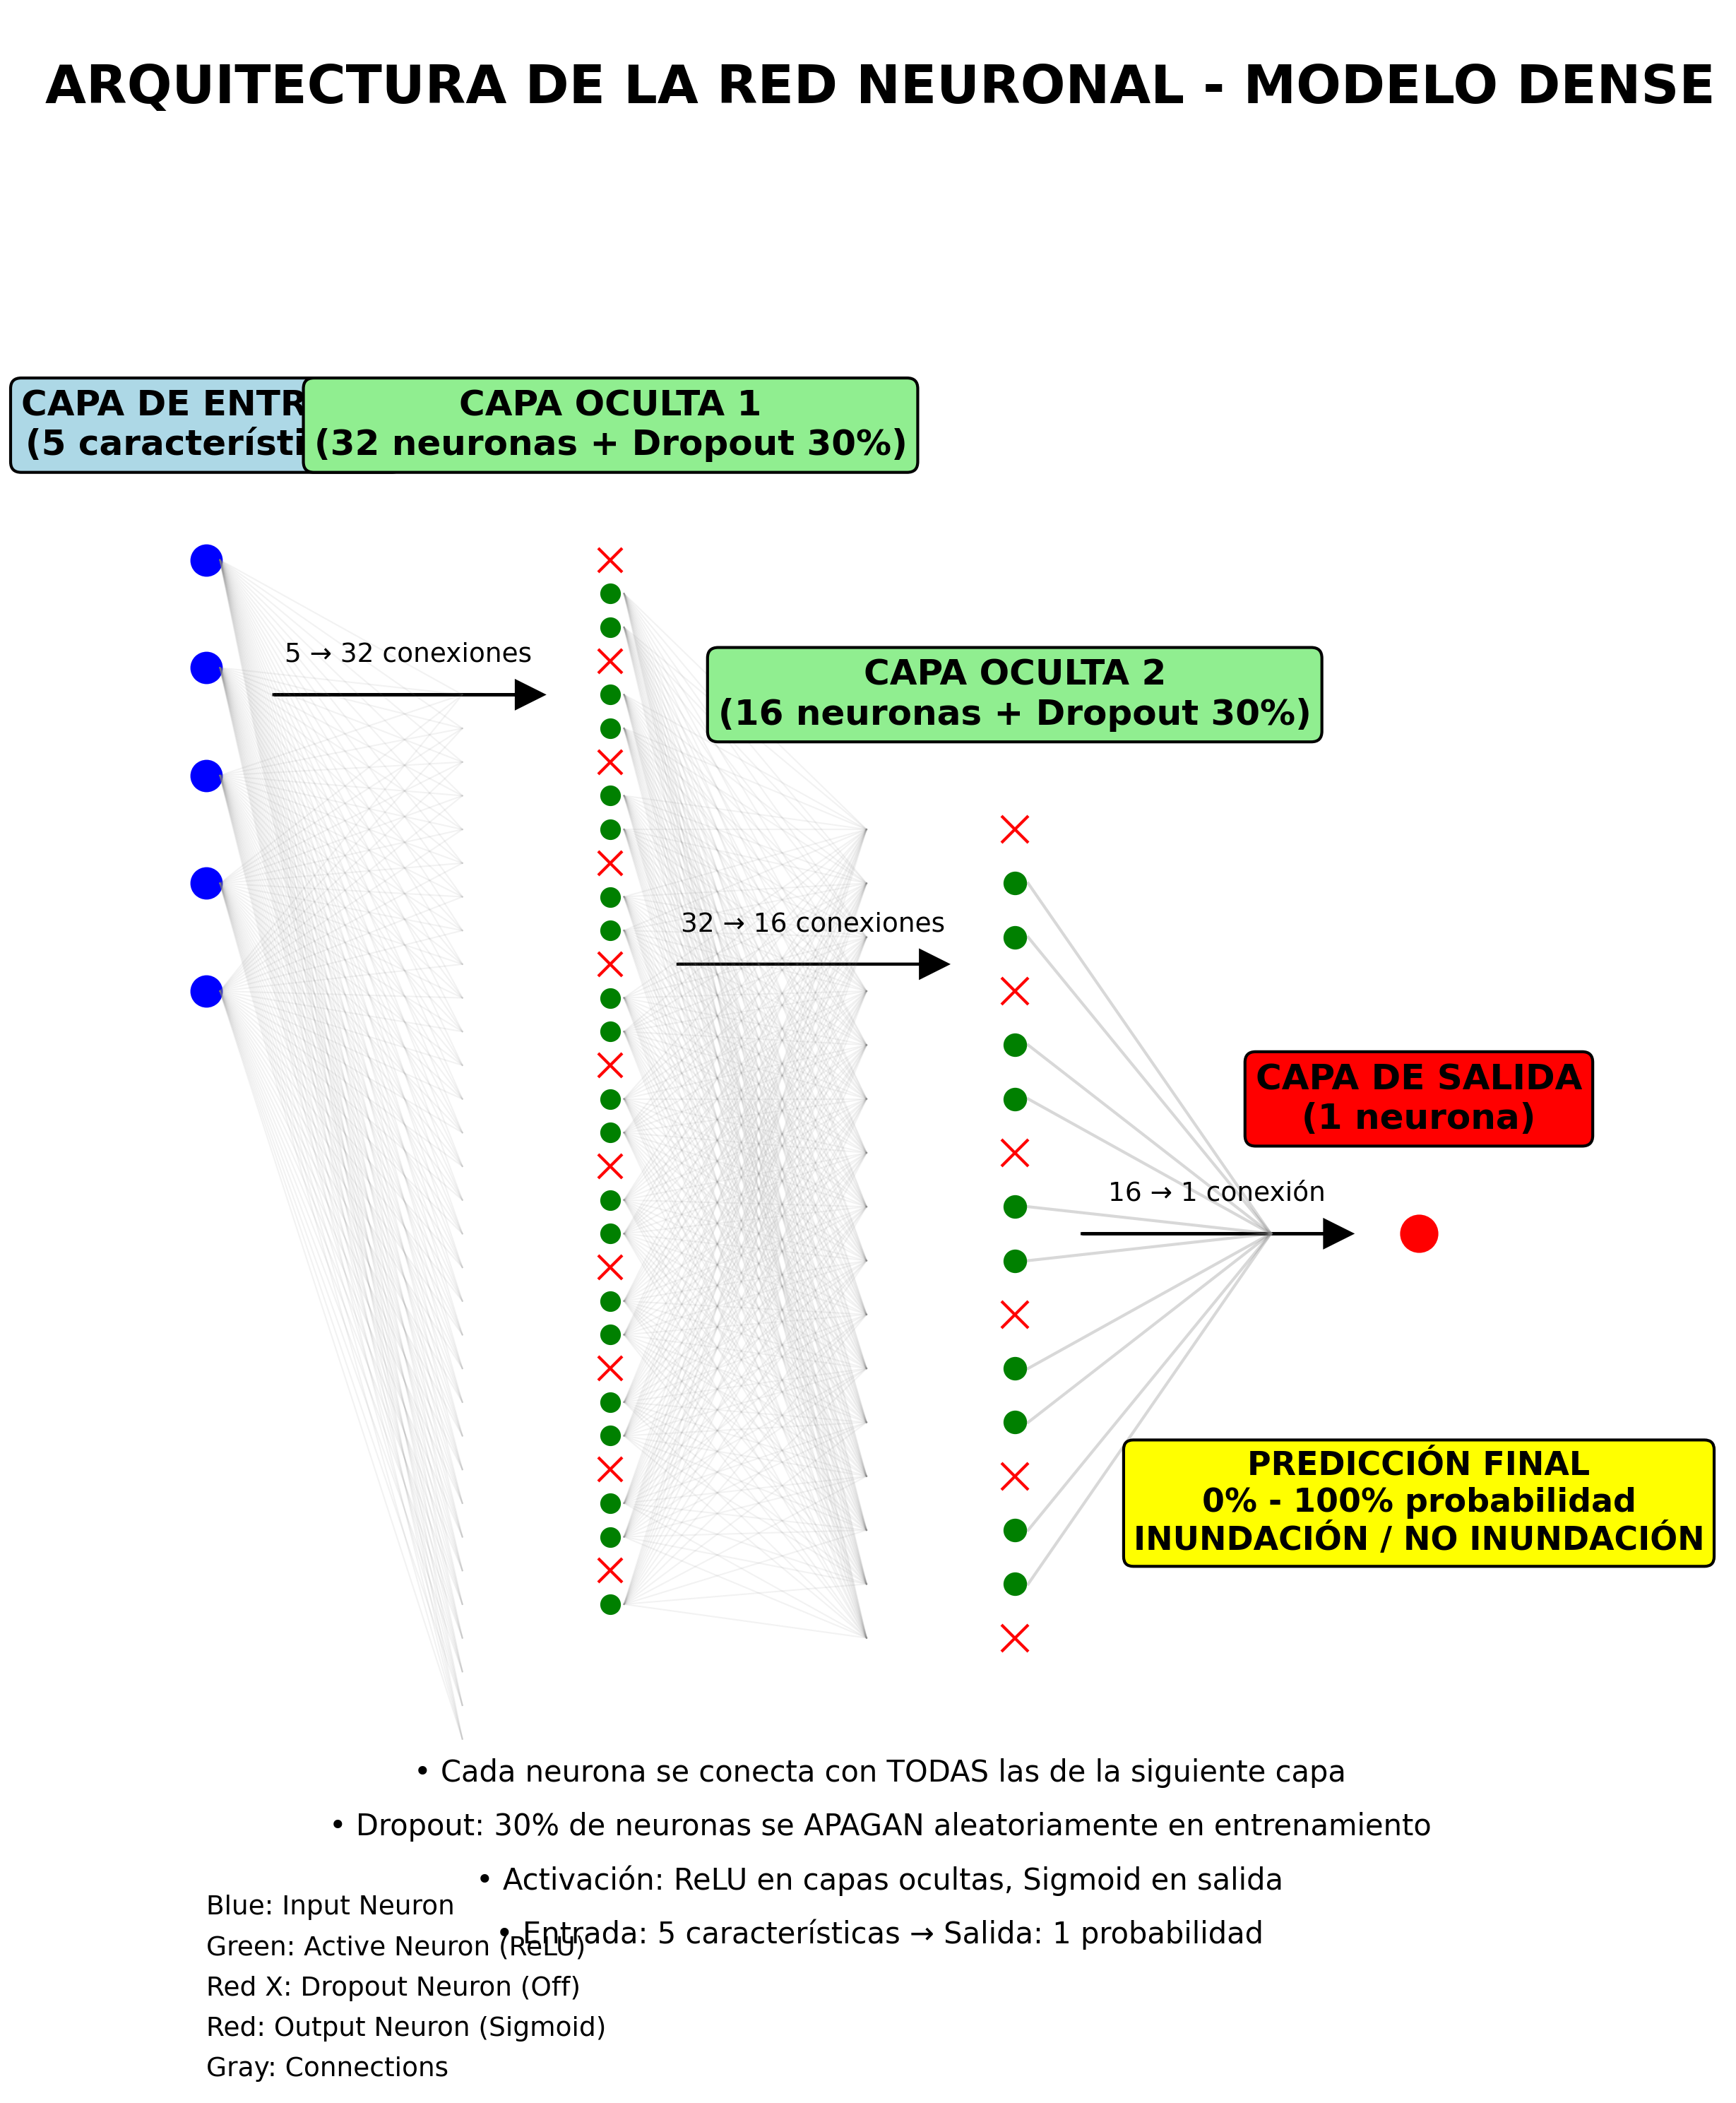 ARQUITECTURA DE LA RED NEURONAL - MODELO DENSE
CAPA DE ENTR
(5 característi
CAPA OCULTA 1
(32 neuronas + Dropout 30%)
5 → 32 conexiones
CAPA OCULTA 2
(16 neuronas + Dropout 30%)
32 → 16 conexiones
CAPA DE SALIDA
(1 neurona)
16 → 1 conexión
PREDICCIÓN FINAL
0% - 100% probabilidad
INUNDACIÓN / NO INUNDACIÓN
• Cada neurona se conecta con TODAS las de la siguiente capa
• Dropout: 30% de neuronas se APAGAN aleatoriamente en entrenamiento
• Activación: ReLU en capas ocultas, Sigmoid en salida
• Entrada: 5 características → Salida: 1 probabilidad
Blue: Input Neuron
Green: Active Neuron (ReLU)
Red X: Dropout Neuron (Off)
Red: Output Neuron (Sigmoid)
Gray: Connections